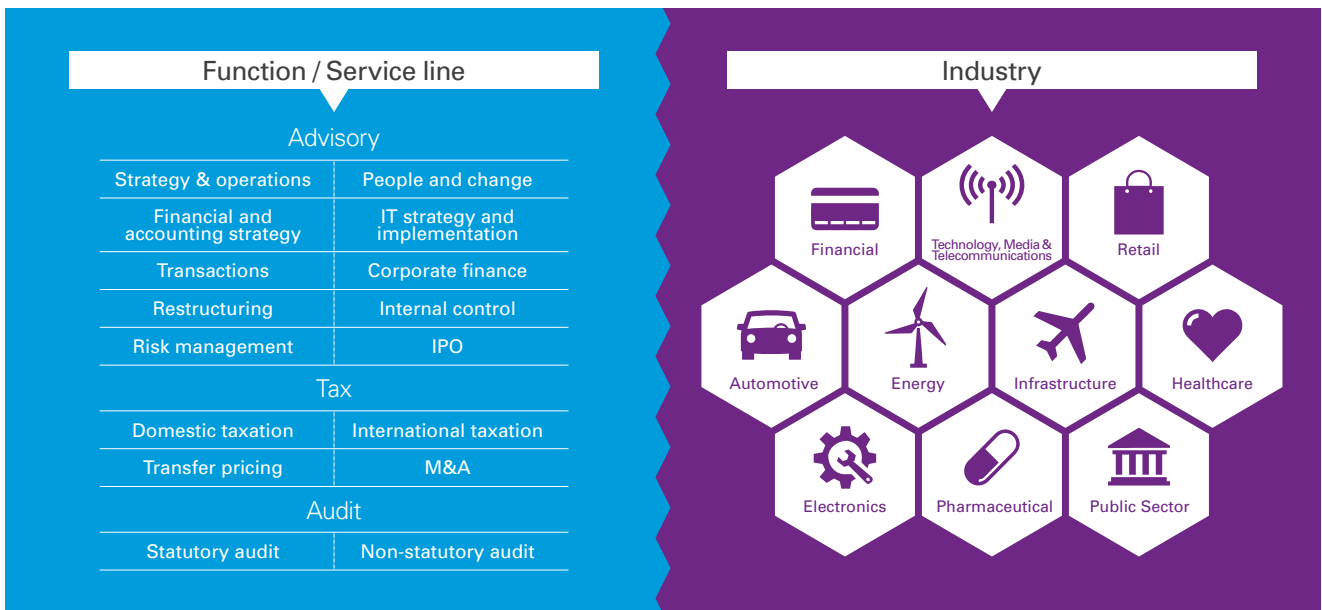 Function / Service line
Advisory
Strategy & operations
People and change
Financial and
accounting strategy
IT strategy and
implementation
Transactions
Corporate finance
Restructuring
Internal control
Risk management
IPO
Tax
Domestic taxation
International taxation
Transfer pricing
M&A
Audit
Statutory audit
Non-statutory audit
Industry
Financial
Technology, Media &
Telecommunications
Retail
Automotive
Energy
Infrastructure
Healthcare
Electronics
Pharmaceutical
Public Sector